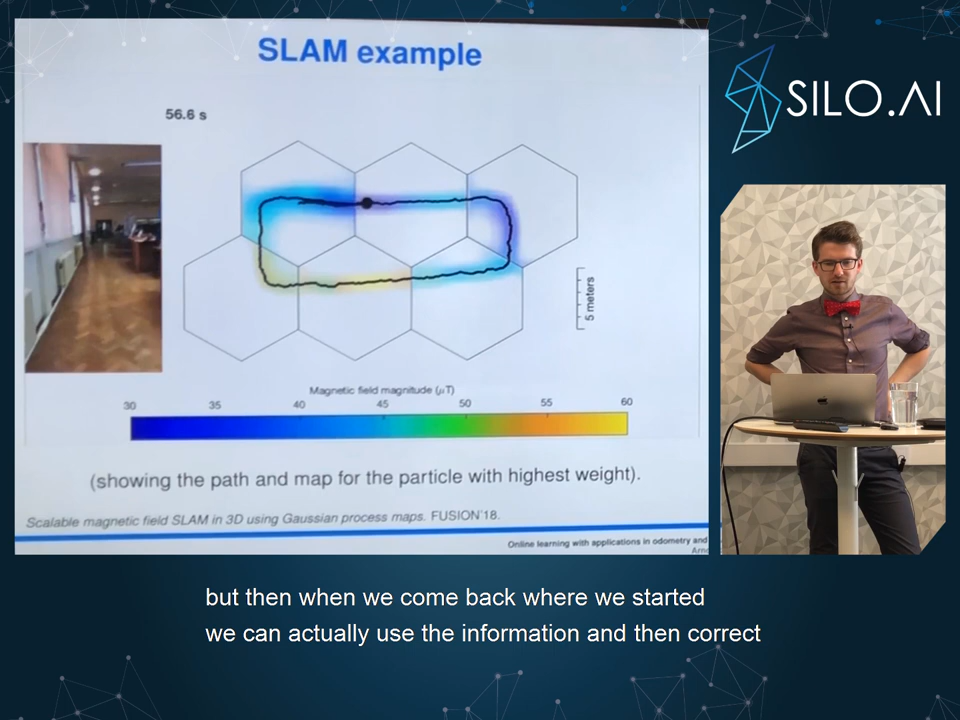 SLAM example
SILO.AI
56.6 s
5 meters
Magnetic field magnitude (μT)
30 35 40 45 50 55 60
(showing the path and map for the particle with highest weight).
Scalable magnetic field SLAM in 3D using Gaussian process maps. FUSION'18.
Online learning with applications in odometry and
Arno
but then when we come back where we started
we can actually use the information and then correct